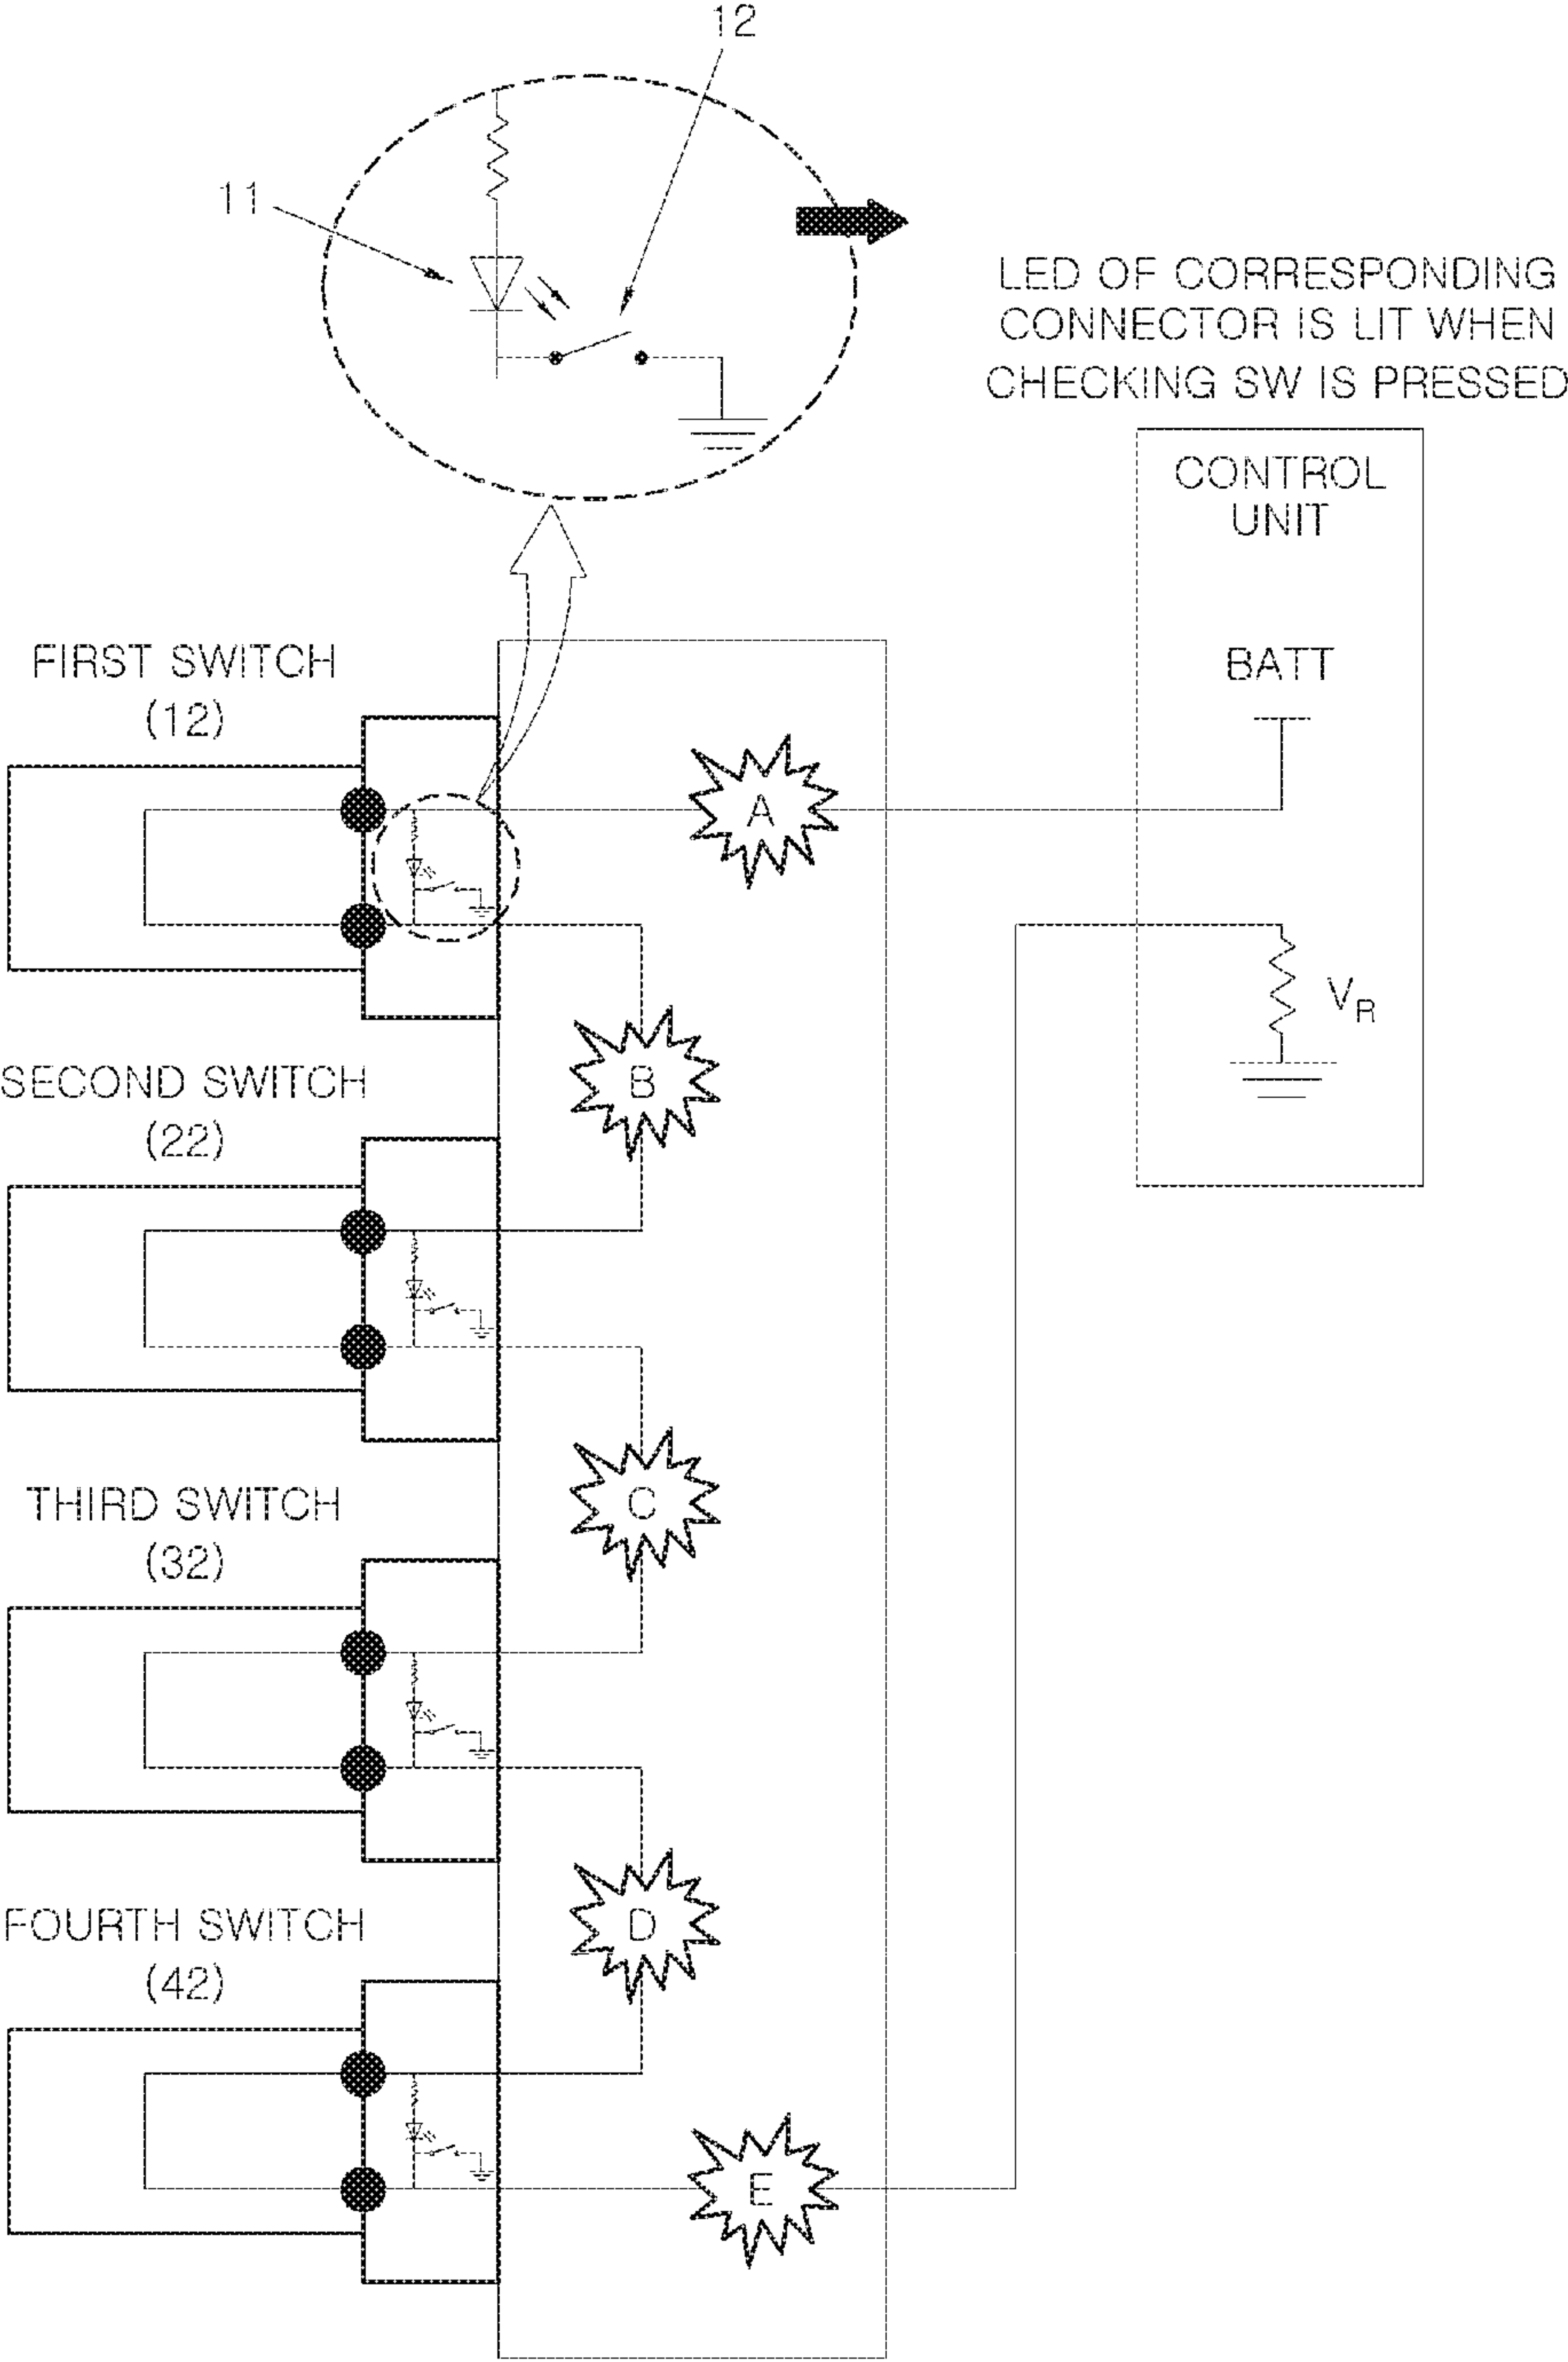 12
11
LED OF CORRESPONDING
CONNECTOR IS LIT WHEN
CHECKING SW IS PRESSED
CONTROL
UNIT
BATT
FIRST SWITCH
(12)
A
VR
B
SECOND SWITCH
(22)
C
THIRD SWITCH
(32)
D
FOURTH SWITCH
(42)
E